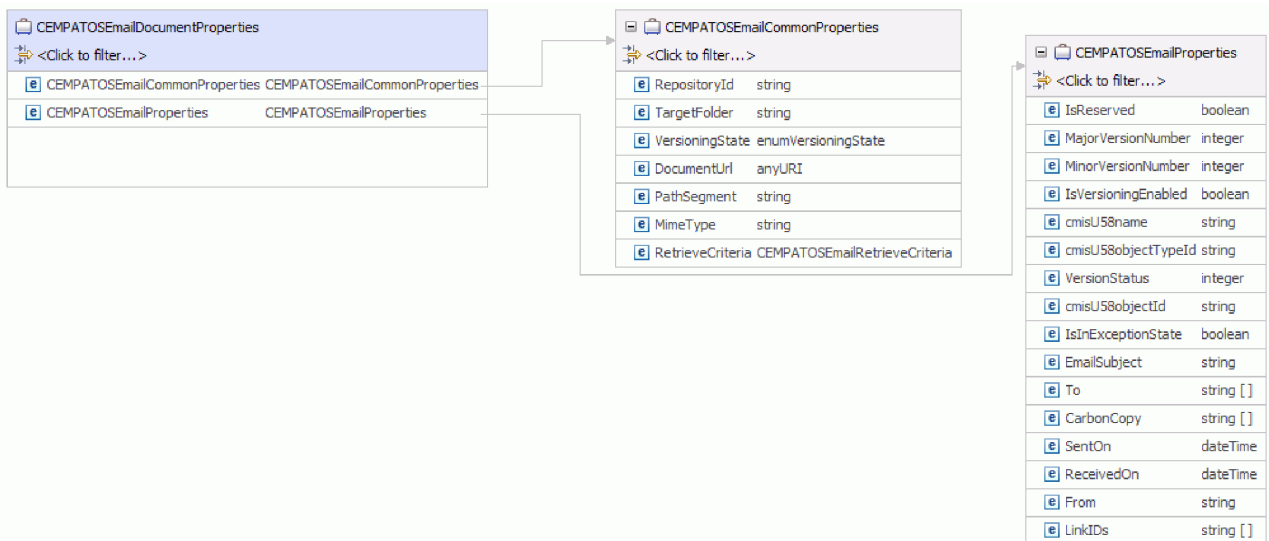 CEMPATOSEmailDocumentProperties
<Click to filter...>
e CEMPATOSEmailCommonProperties CEMPATOSEmailCommonProperties
e CEMPATOSEmailProperties CEMPATOSEmailProperties
CEMPATOSEmailCommonProperties
<Click to filter...>
e RepositoryId string
e TargetFolder string
e VersioningState enumVersioningState
e DocumentUrl anyURI
e PathSegment string
e MimeType string
e RetrieveCriteria CEMPATOSEmailRetrieveCriteria
CEMPATOSEmailProperties
<Click to filter...>
e IsReserved boolean
e MajorVersionNumber integer
e MinorVersionNumber integer
e IsVersioningEnabled boolean
e cmisU58name string
e cmisU58objectTypeId string
e VersionStatus integer
e cmisU58objectId string
e IsInExceptionState boolean
e EmailSubject string
e To string []
e CarbonCopy string []
e SentOn dateTime
e ReceivedOn dateTime
e From string
e LinkIDs string []